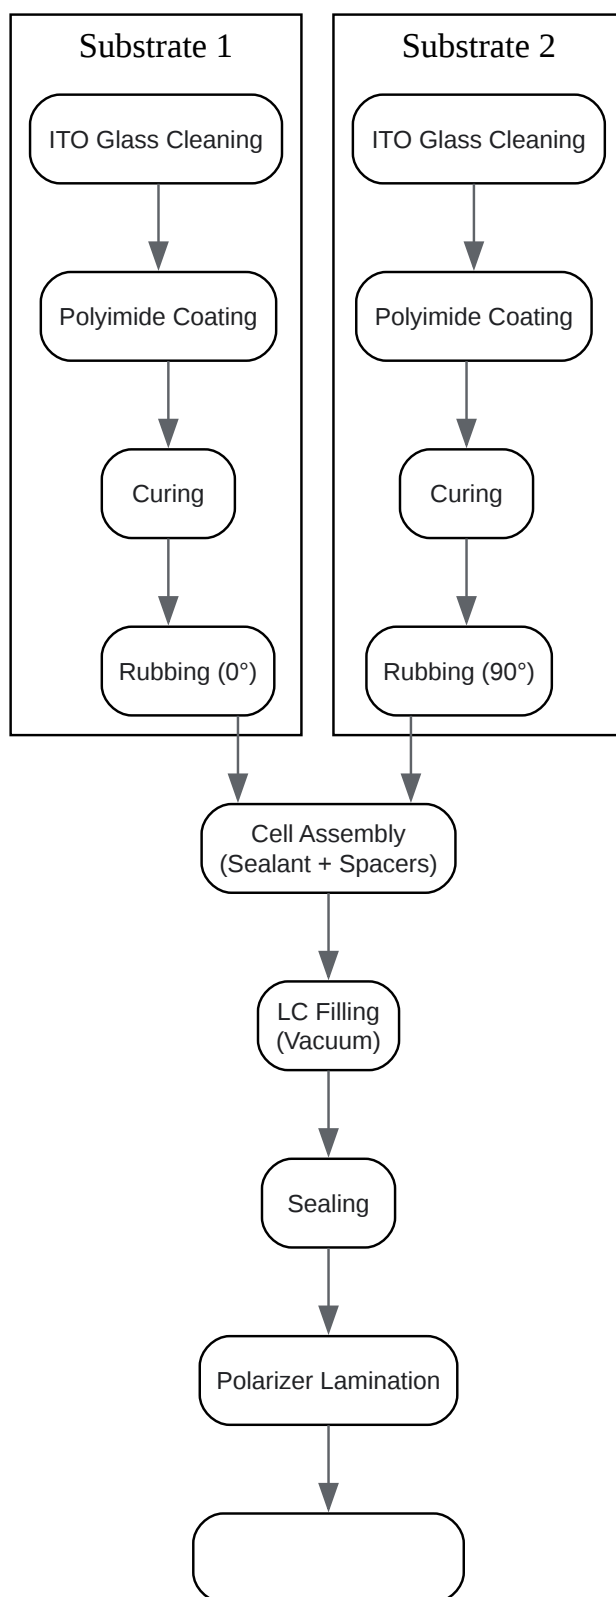 Substrate 1
ITO Glass Cleaning
Polyimide Coating
Curing
Rubbing (0°)
Substrate 2
ITO Glass Cleaning
Polyimide Coating
Curing
Rubbing (90°)
Cell Assembly
(Sealant + Spacers)
LC Filling
(Vacuum)
Sealing
Polarizer Lamination